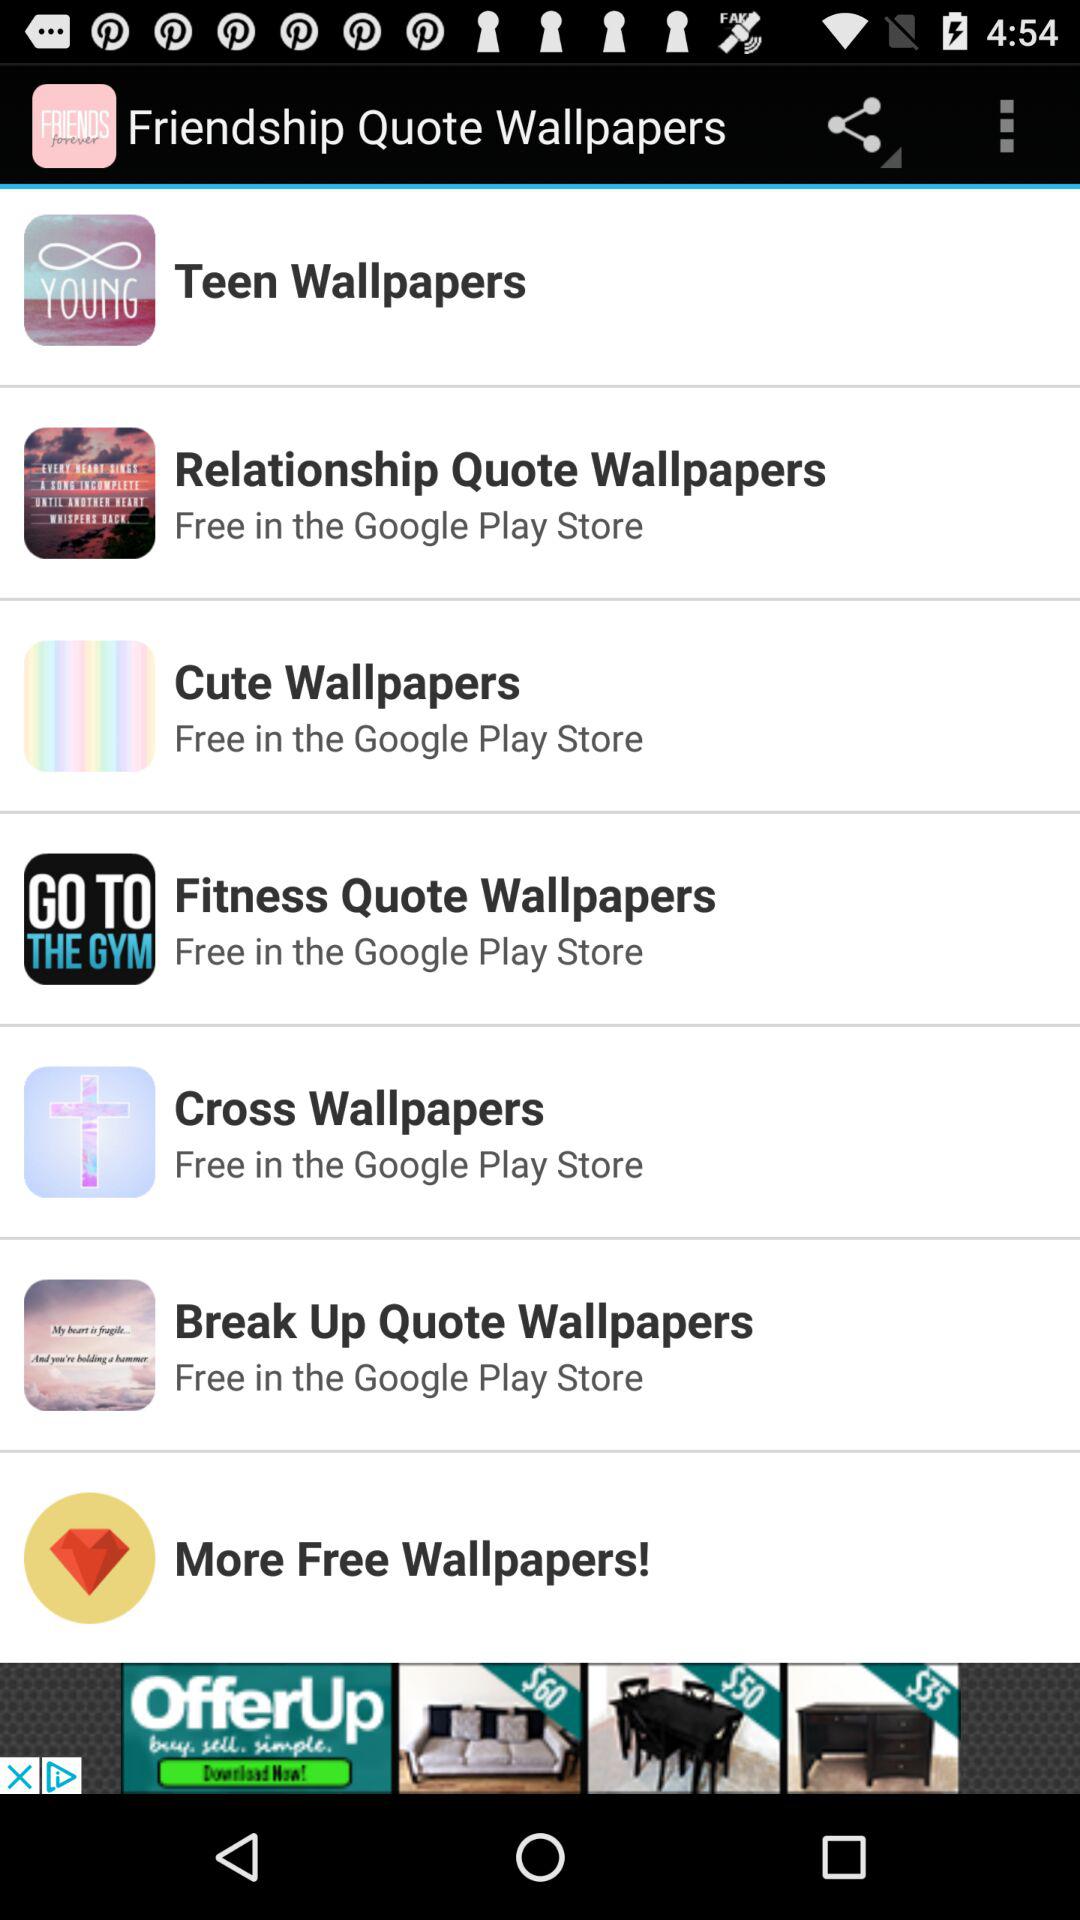 FAKE
4:54
FRIENDS
forever
Friendship Quote Wallpapers
YOUNG
Teen Wallpapers
EVERY HEART SINGS
A SONG INCOMPLETE
UNTIL ANOTHER HEART
WHISPERS BACK.
Relationship Quote Wallpapers
Free in the Google Play Store
Cute Wallpapers
Free in the Google Play Store
GO TO
THE GYM
Fitness Quote Wallpapers
Free in the Google Play Store
Cross Wallpapers
Free in the Google Play Store
My heart is fragile...
And you're holding a hammer.
Break Up Quote Wallpapers
Free in the Google Play Store
More Free Wallpapers!
OfferUp
buy. sell. simple.
Download Now!
$60
$50
$35